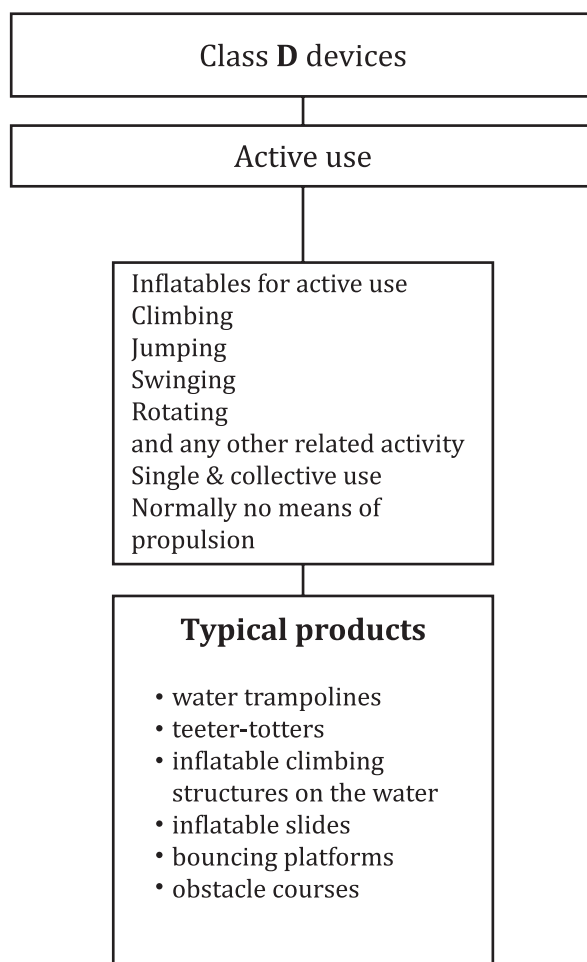 Class D devices
Active use
Inflatables for active use
Climbing
Jumping
Swinging
Rotating
and any other related activity
Single & collective use
Normally no means of
propulsion
Typical products
• water trampolines
• teeter-totters
• inflatable climbing
structures on the water
• inflatable slides
• bouncing platforms
• obstacle courses